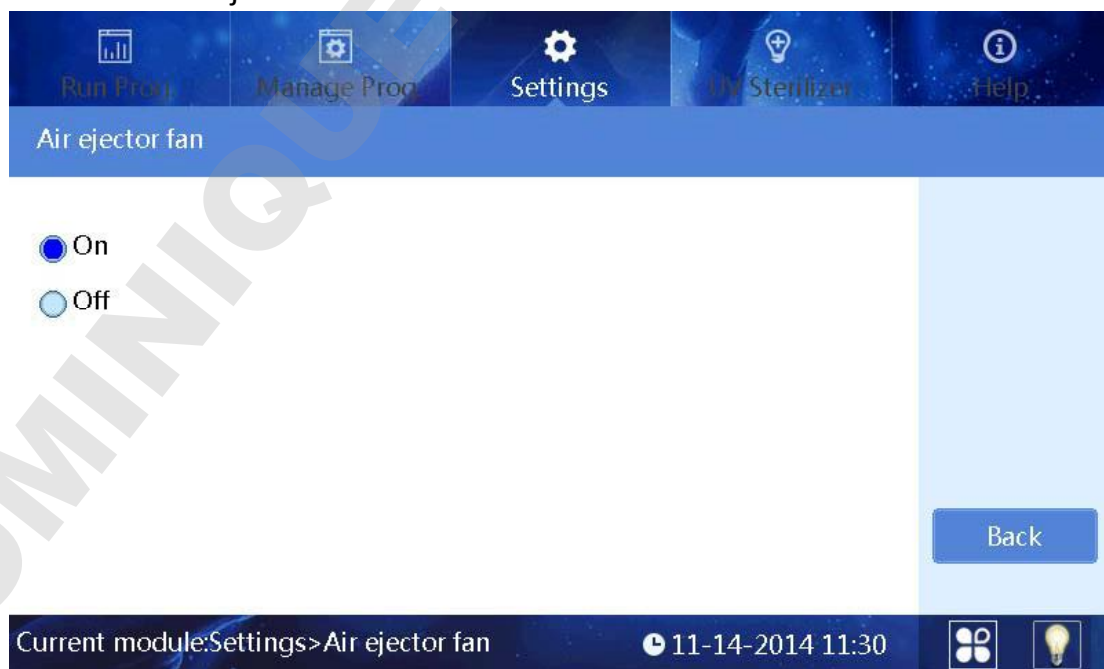 Run Prog.
Manage Prog.
Settings
UV Sterilizer
Help
Air ejector fan
On
Off
Back
Current module:Settings>Air ejector fan
11-14-2014 11:30